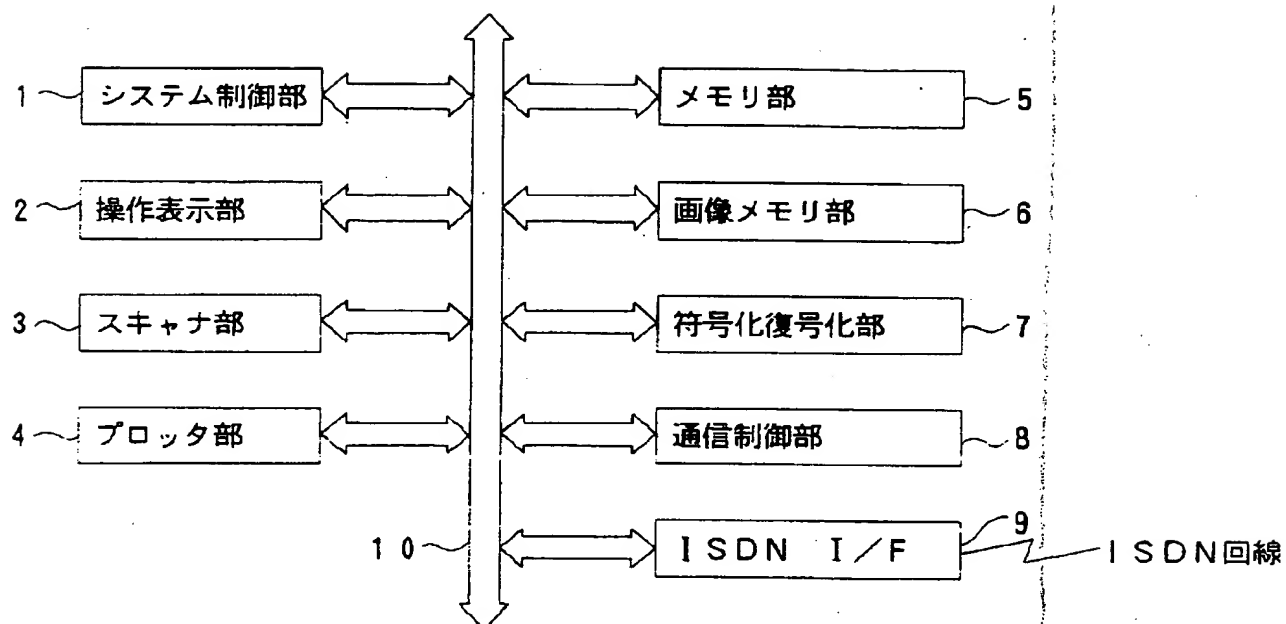 1 システム制御部
メモリ部 5
2 操作表示部
画像メモリ部 6
3 スキャナ部
符号化復号化部 7
4 プロッタ部
通信制御部 8
10
ISDN I/F 9
ISDN回線